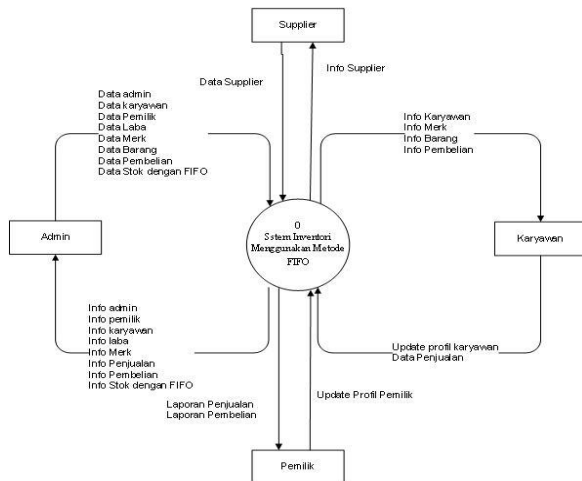 Supplier
Data Supplier
Info Supplier
Data admin
Data karyawan
Data Pemilik
Data Laba
Data Merk
Data Barang
Data Pembelian
Data Stok dengan FIFO
Info Karyawan
Info Merk
Info Barang
Info Pembelian
Admin
0
Sstem Inventori
Menggunakan Metode
FIFO
Karyawan
Info admin
Info pemilik
Info karyawan
Info laba
Info Merk
Info Penjualan
Info Pembelian
Info Stok dengan FIFO
Update profil karyawan
Data Penjualan
Laporan Penjualan
Laporan Pembelian
Update Profil Pemilik
Pemilik